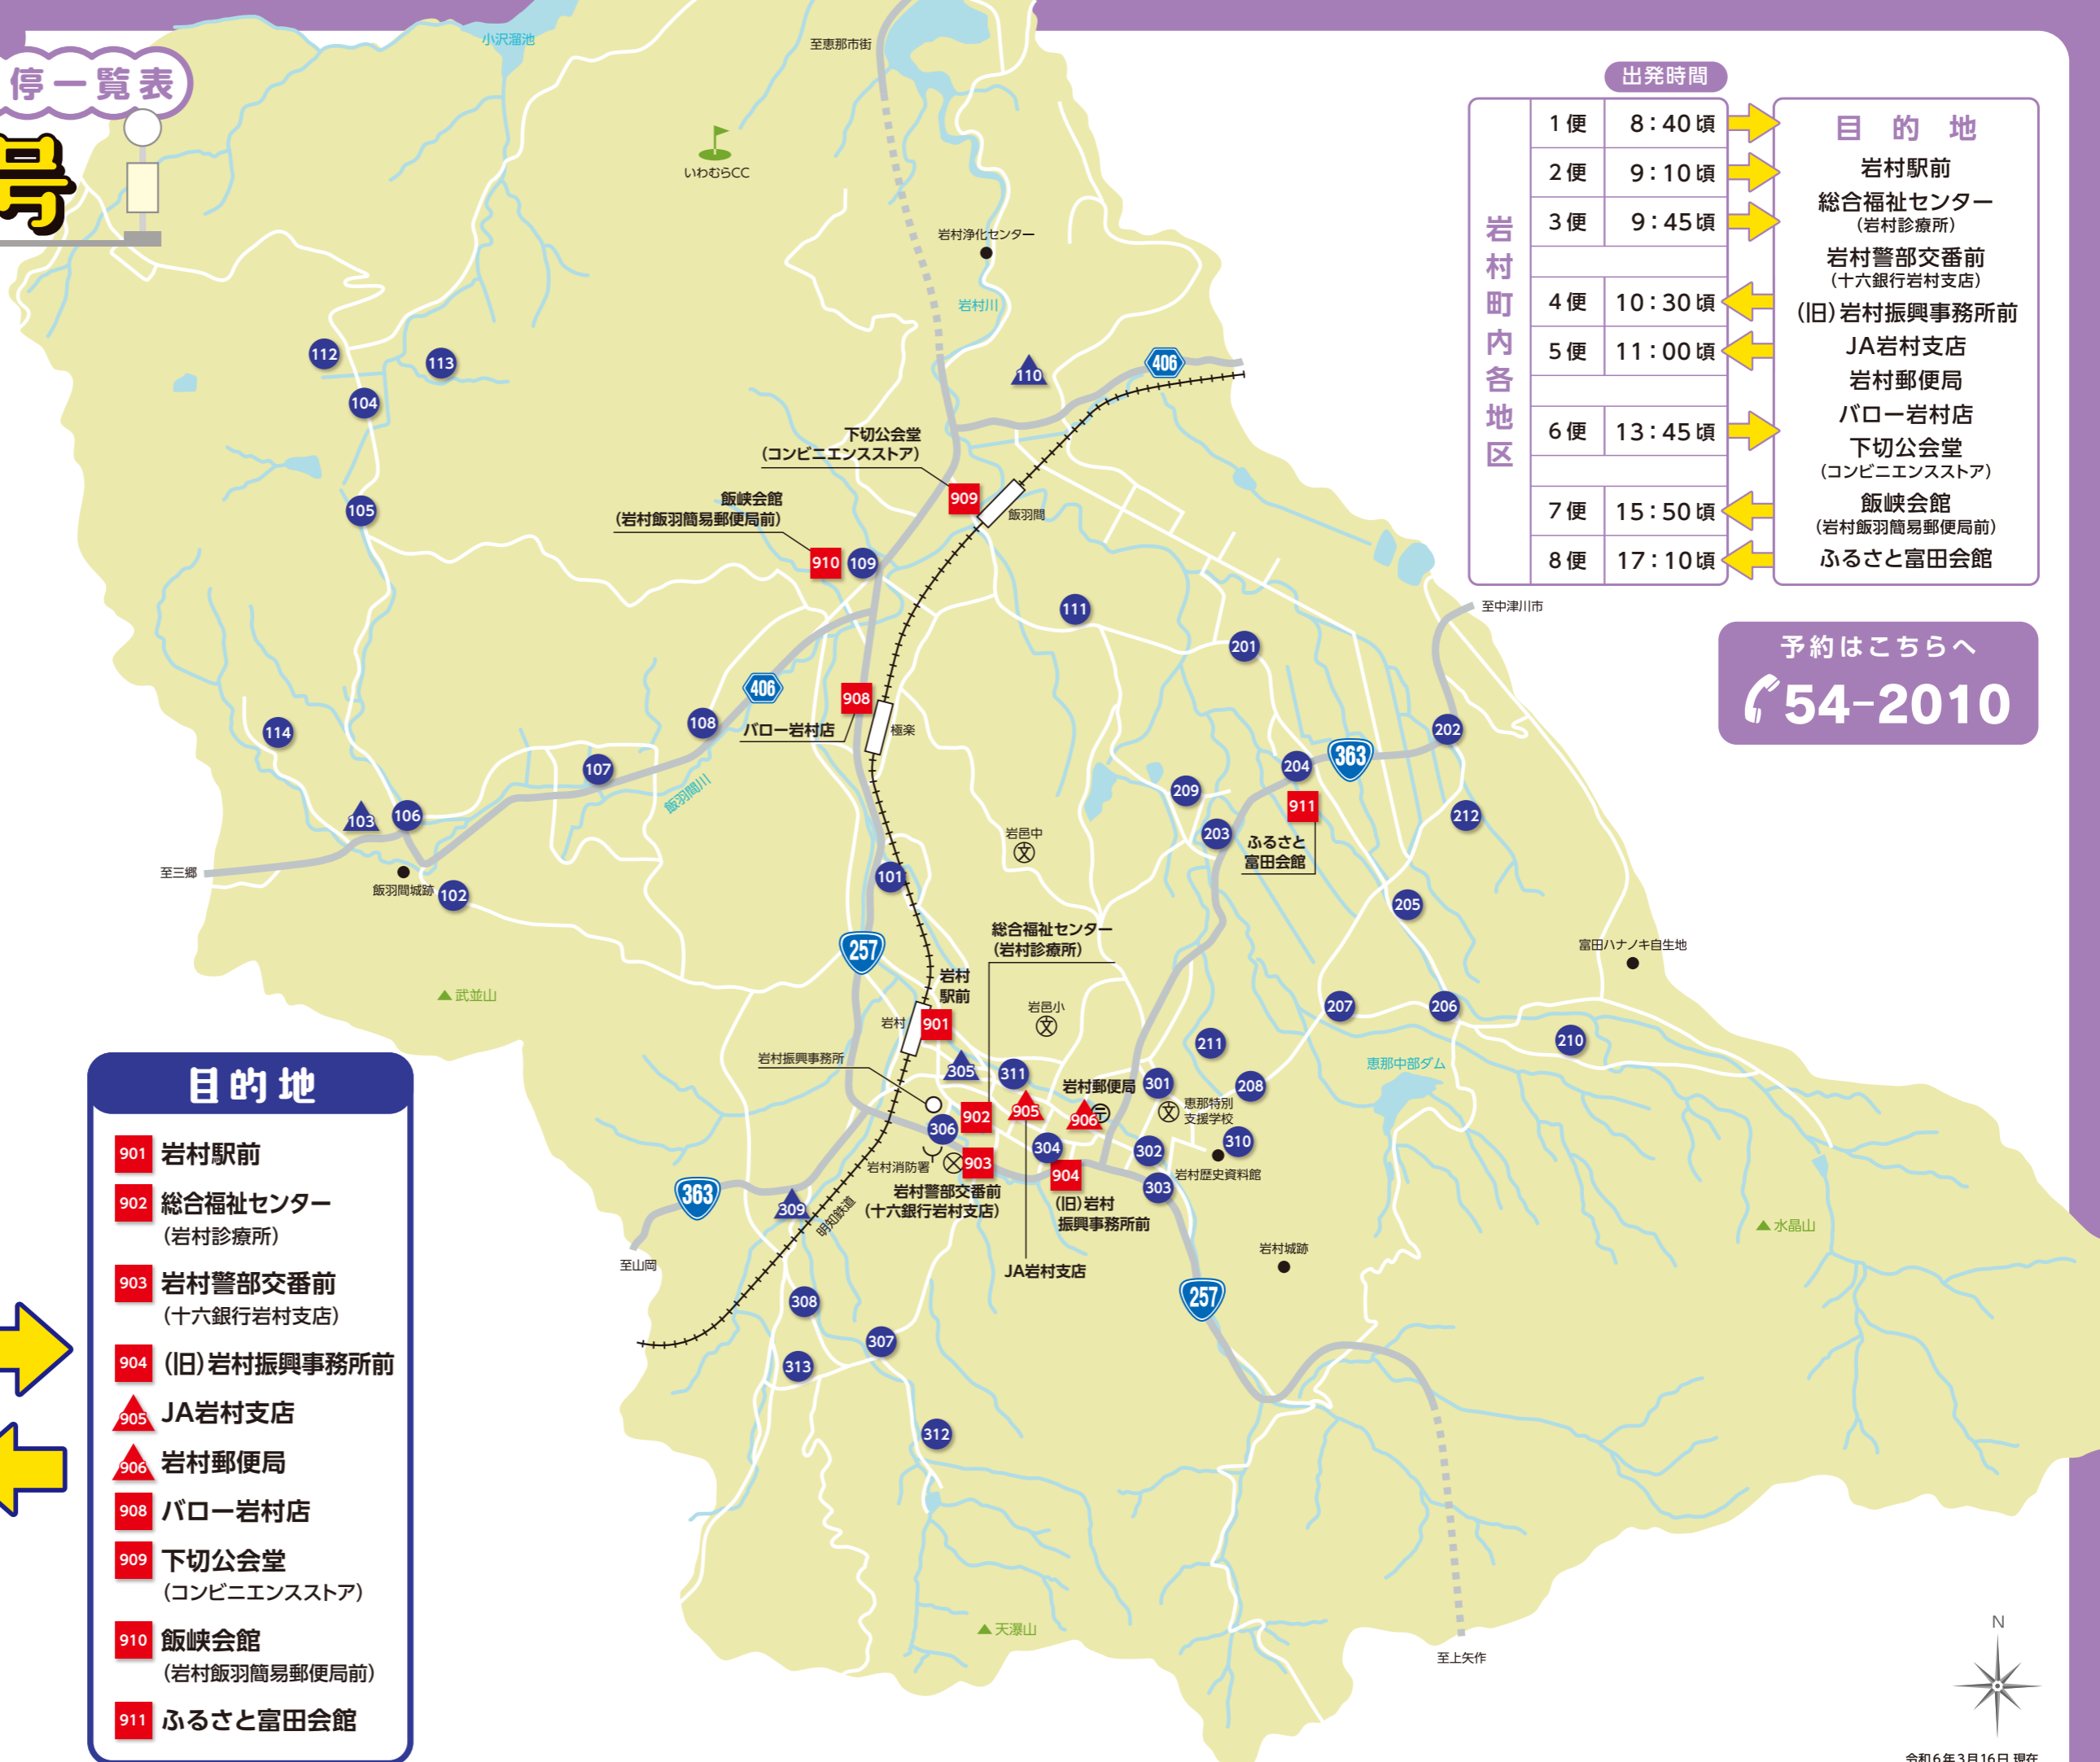 停一覧表
号
出発時間
岩村町内各地区
1便 8:40頃
2便 9:10頃
3便 9:45頃
4便 10:30頃
5便 11:00頃
6便 13:45頃
7便 15:50頃
8便 17:10頃
目的地
岩村駅前
総合福祉センター
(岩村診療所)
岩村警部交番前
(十六銀行岩村支店)
(旧)岩村振興事務所前
JA岩村支店
岩村郵便局
バロー岩村店
下切公会堂
(コンビニエンスストア)
飯峡会館
(岩村飯羽簡易郵便局前)
ふるさと富田会館
予約はこちらへ
54-2010
小沢溜池
至恵那市街
いわむらCC
岩村浄化センター
岩村川
406
110
112
113
104
下切公会堂
(コンビニエンスストア)
909
飯羽間
飯峡会館
(岩村飯羽簡易郵便局前)
910
109
105
111
至中津川市
201
406
908
バロー岩村店
極楽
108
114
107
飯羽間川
202
363
204
911
209
203
ふるさと
富田会館
212
103
106
岩邑中
至三郷
飯羽間城跡
102
101
205
257
総合福祉センター
(岩村診療所)
富田ハナノキ自生地
武並山
岩村
駅前
岩村
901
岩邑小
207
206
210
211
恵那中部ダム
岩村振興事務所
305
311
岩村郵便局
301
208
902
905
906
恵那特別
支援学校
306
304
302
310
岩村消防署
903
904
岩村歴史資料館
303
岩村警部交番前
(十六銀行岩村支店)
(旧)岩村
振興事務所前
363
309
明知鉄道
水晶山
至山岡
JA岩村支店
岩村城跡
308
257
307
313
312
天瀑山
至上矢作
N
目的地
901 岩村駅前
902 総合福祉センター
(岩村診療所)
903 岩村警部交番前
(十六銀行岩村支店)
904 (旧)岩村振興事務所前
905 JA岩村支店
906 岩村郵便局
908 バロー岩村店
909 下切公会堂
(コンビニエンスストア)
910 飯峡会館
(岩村飯羽簡易郵便局前)
911 ふるさと富田会館
令和6年3月16日 現在